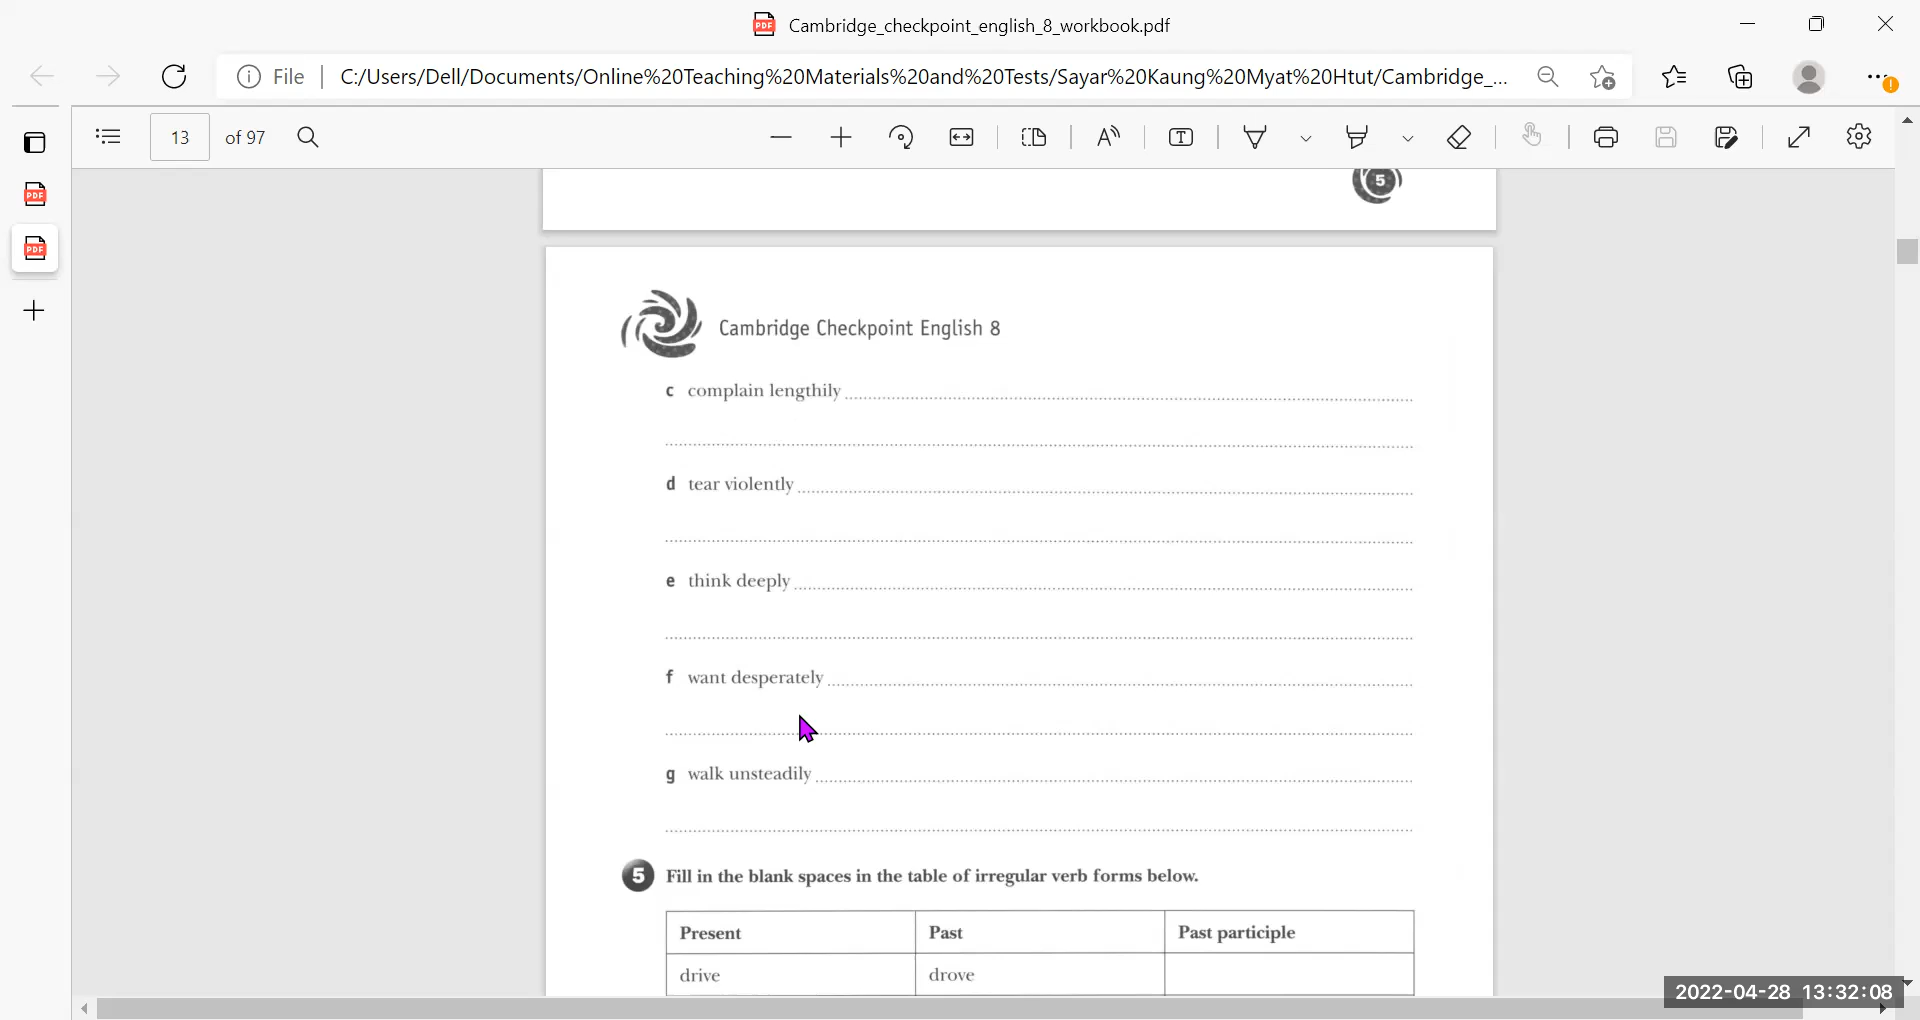 Cambridge_checkpoint_english_8_workbook.pdf
File C:/Users/Dell/Documents/Online%20Teaching%20Materials%20and%20Tests/Sayar%20Kaung%20Myat%20Htut/Cambridge_...
13 of 97
5
Cambridge Checkpoint English 8
c complain lengthily
d tear violently
e think deeply
f want desperately
g walk unsteadily
5 Fill in the blank spaces in the table of irregular verb forms below.
Present Past Past participle
drive drove
2022-04-28 13:32:08